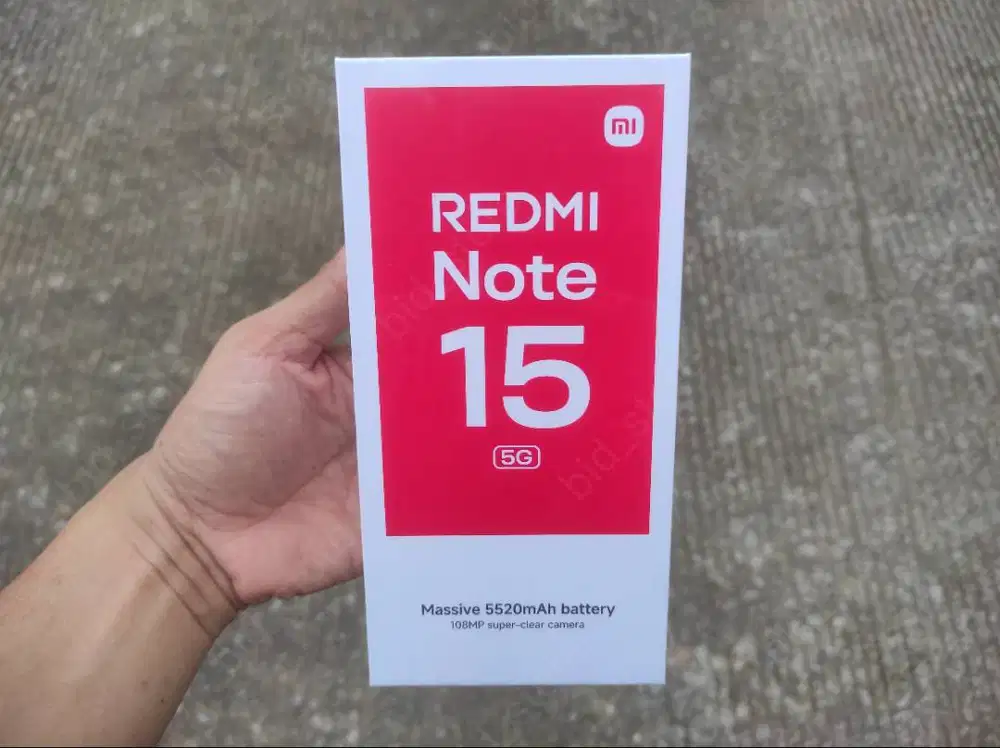 mi
REDMI
Note
15
5G
Massive 5520mAh battery
108MP super-clear camera